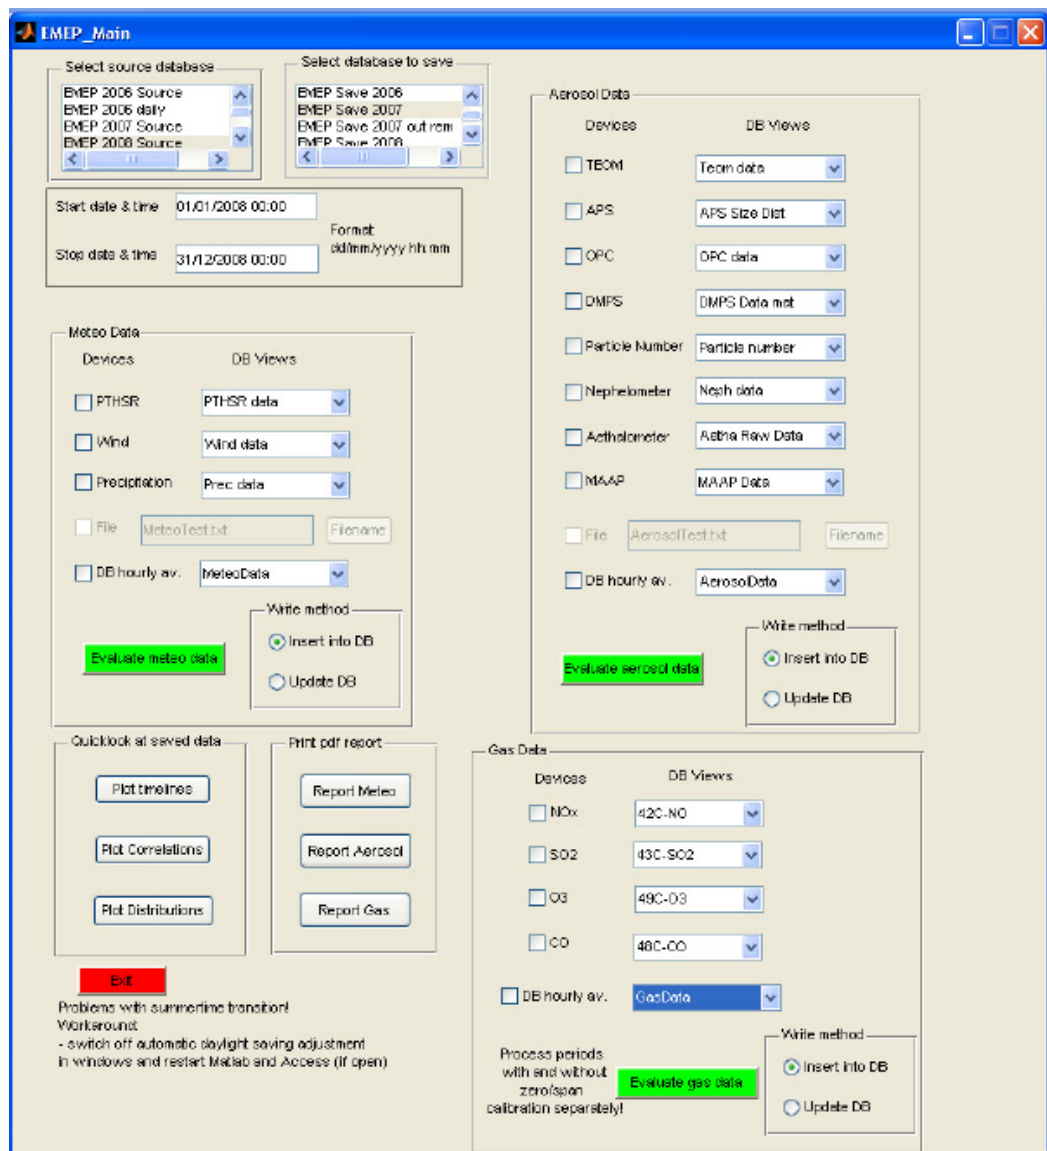 EMEP_Main
Select source database
EMEP 2006 Source
EMEP 2006 daily
EMEP 2007 Source
EMEP 2008 Source
Select database to save
EMEP Save 2006
EMEP Save 2007
EMEP Save 2007 out rem
EMEP Save 2008
Start date & time 01/01/2008 00:00
Stop date & time 31/12/2008 00:00
Format
dd/mm/yyyy hh:mm
Meteo Data
Devices DB Views
PTHSR PTHSR data
Wind Wind data
Precipitation Prec data
File MeteoTest.txt Filename
DB hourly av. MeteoData
Evaluate meteo data
Write method
Insert into DB
Update DB
Aerosol Data
Devices DB Views
TEOM Teom data
APS APS Size Dist
OPC OPC data
DMPS DMPS Data mst
Particle Number Particle number
Nephelometer Neph data
Aethalometer Aetha Raw Data
MAAP MAAP Data
File AerosolTest.txt Filename
DB hourly av. AerosolData
Evaluate aerosol data
Write method
Insert into DB
Update DB
Quicklook at saved data
Plot timelines
Plot Correlations
Plot Distributions
Print pdf report
Report Meteo
Report Aerosol
Report Gas
Exit
Problems with summertime transition!
Workaround:
- switch off automatic daylight saving adjustment
in windows and restart Matlab and Access (if open)
Gas Data
Devices DB Views
NOx 42C-NO
SO2 43C-SO2
O3 49C-O3
CO 48C-CO
DB hourly av. GasData
Process periods
with and without
zero/span
calibration separately!
Evaluate gas data
Write method
Insert into DB
Update DB